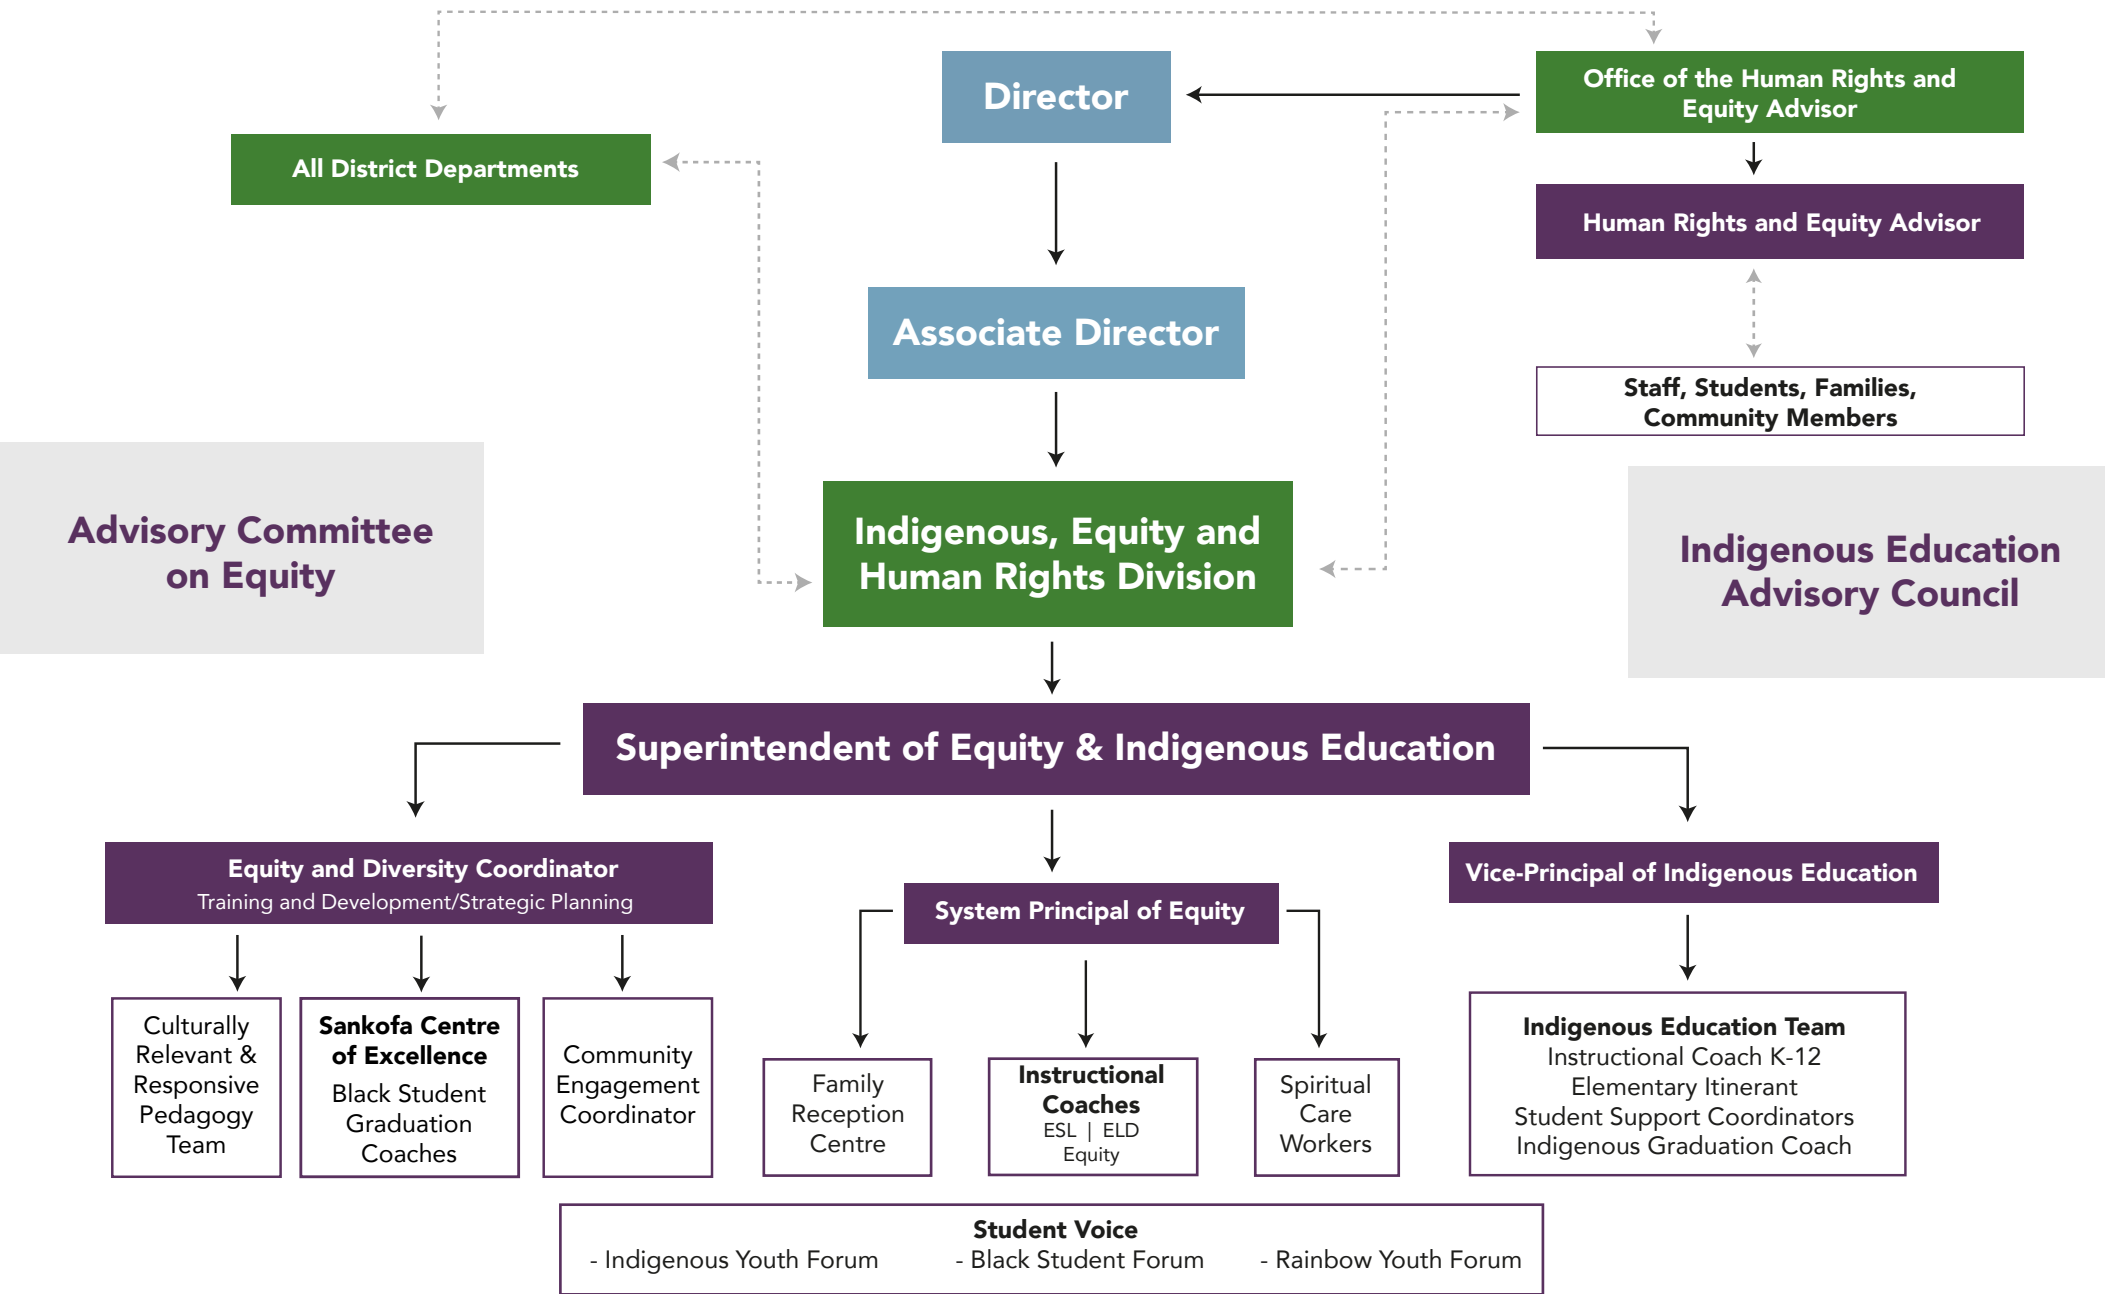 Director
Office of the Human Rights and
Equity Advisor
All District Departments
Human Rights and Equity Advisor
Associate Director
Staff, Students, Families,
Community Members
Advisory Committee
on Equity
Indigenous, Equity and
Human Rights Division
Indigenous Education
Advisory Council
Superintendent of Equity & Indigenous Education
Equity and Diversity Coordinator
Training and Development/Strategic Planning
System Principal of Equity
Vice-Principal of Indigenous Education
Culturally
Relevant &
Responsive
Pedagogy
Team
Sankofa Centre
of Excellence
Black Student
Graduation
Coaches
Community
Engagement
Coordinator
Family
Reception
Centre
Instructional
Coaches
ESL | ELD
Equity
Spiritual
Care
Workers
Indigenous Education Team
Instructional Coach K-12
Elementary Itinerant
Student Support Coordinators
Indigenous Graduation Coach
Student Voice
- Indigenous Youth Forum - Black Student Forum - Rainbow Youth Forum